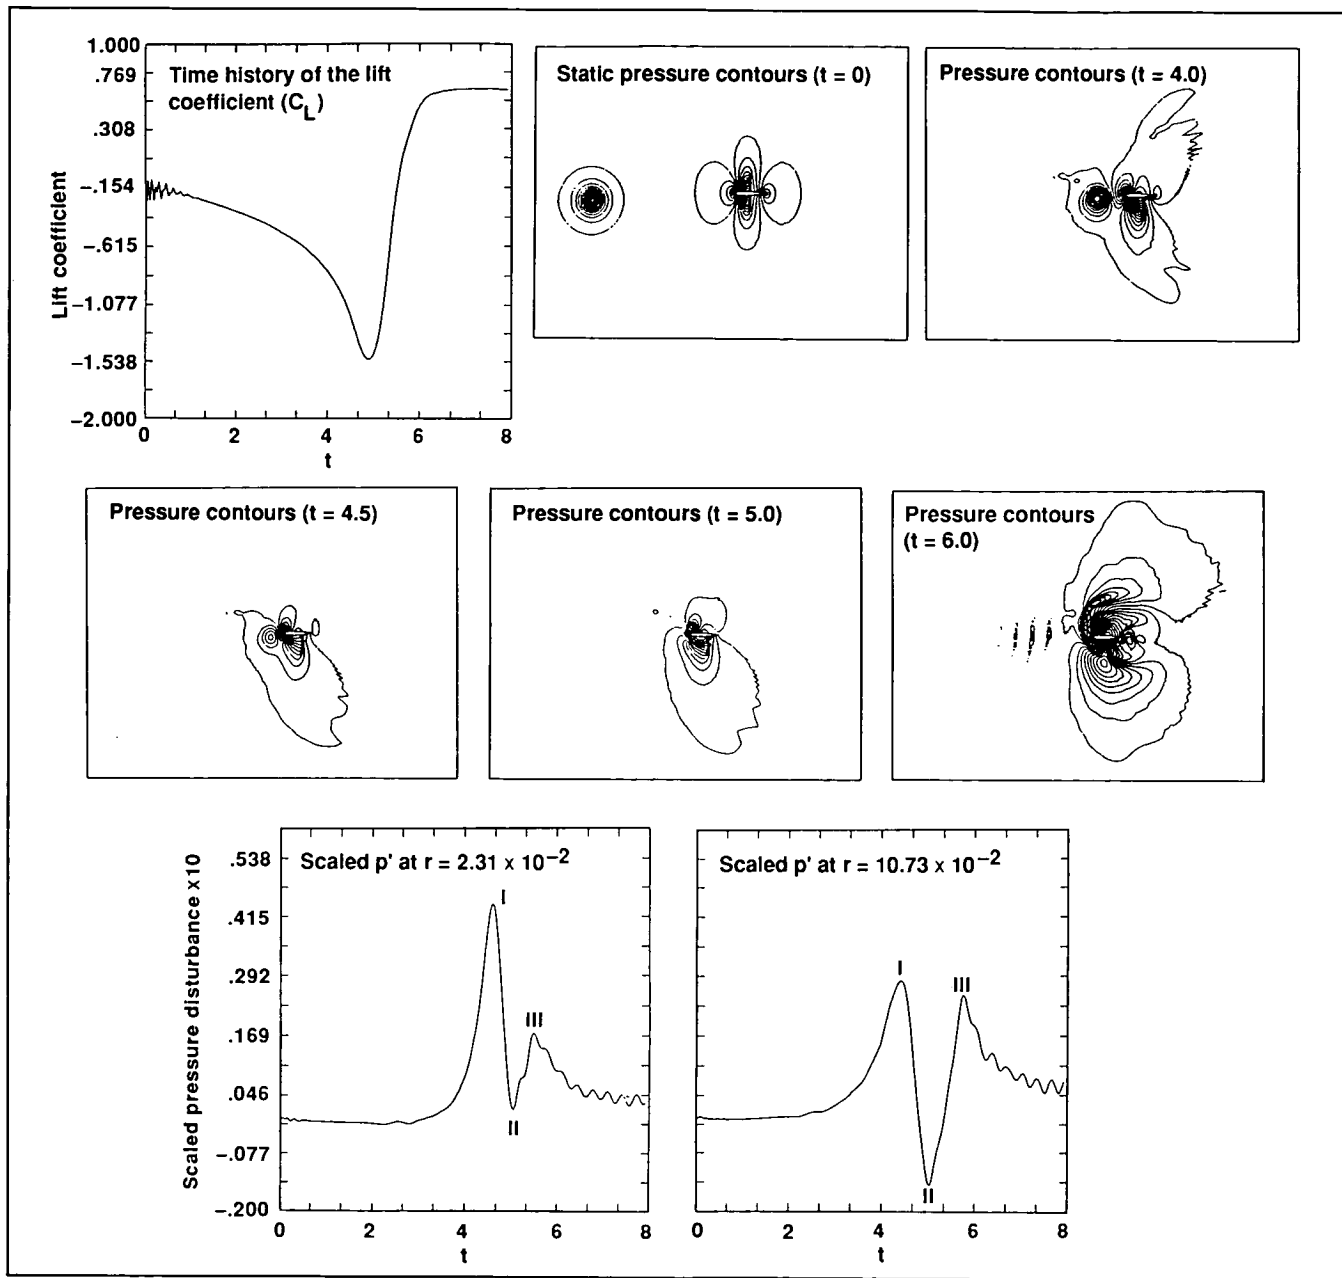 Time history of the lift
coefficient (C_L)
1.000
.769
.308
−.154
−.615
−1.077
−1.538
−2.000
Lift coefficient
0 2 4 6 8
t
Static pressure contours (t = 0)
Pressure contours (t = 4.0)
Pressure contours (t = 4.5)
Pressure contours (t = 5.0)
Pressure contours
(t = 6.0)
Scaled p' at r = 2.31 x 10⁻²
Scaled pressure disturbance x10
.538
.415
.292
.169
.046
−.077
−.200
I
II
III
0 2 4 6 8
t
Scaled p' at r = 10.73 x 10⁻²
I
II
III
0 2 4 6 8
t